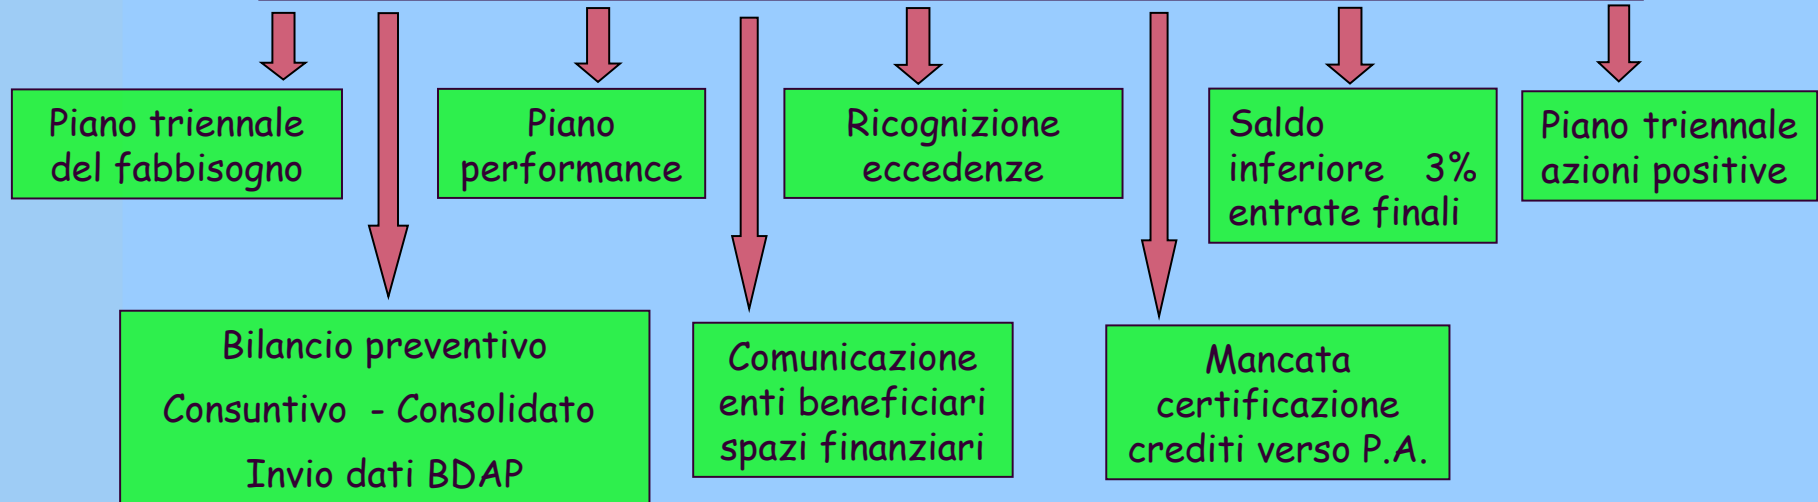 Piano triennale
del fabbisogno
Piano
performance
Ricognizione
eccedenze
Saldo
inferiore 3%
entrate finali
Piano triennale
azioni positive
Bilancio preventivo
Consuntivo - Consolidato
Invio dati BDAP
Comunicazione
enti beneficiari
spazi finanziari
Mancata
certificazione
crediti verso P.A.